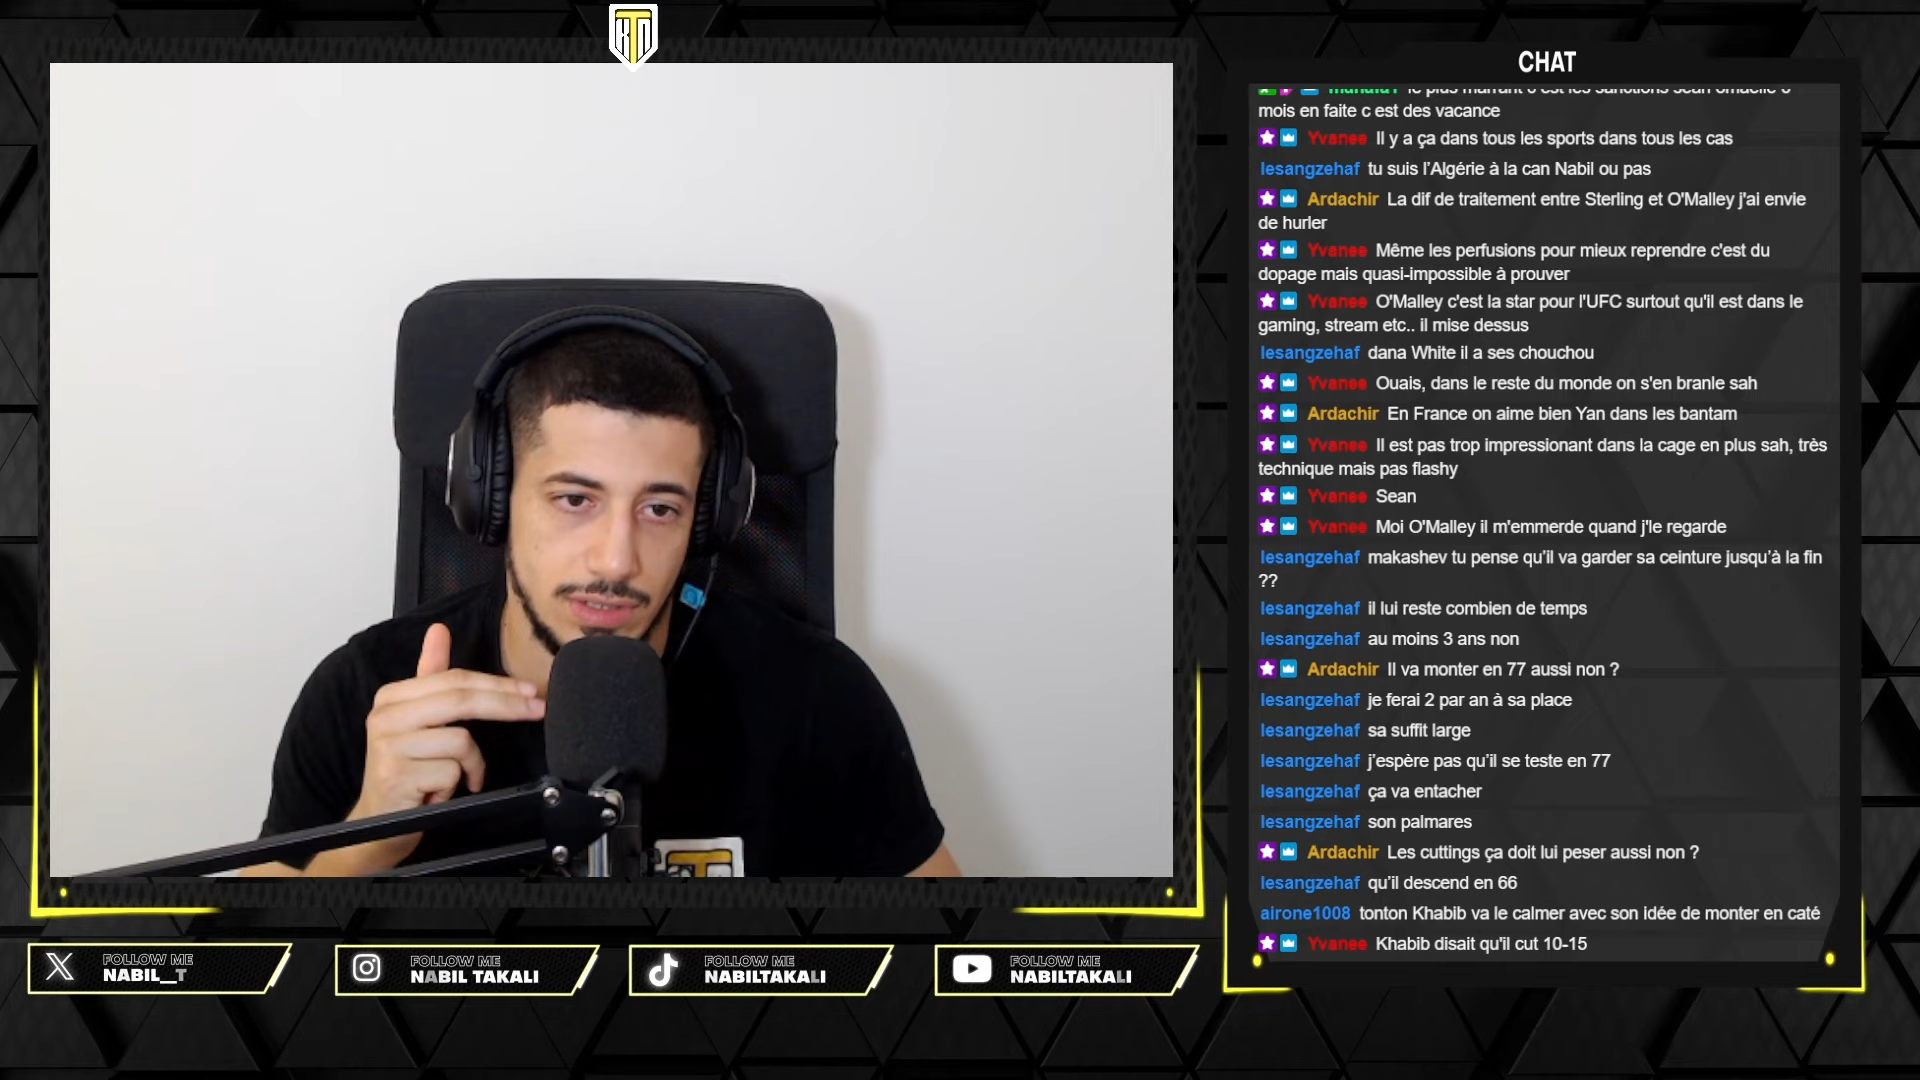 CHAT
manaia1 le plus marrant c est les sanctions sean omaelle 6
mois en faite c est des vacance
Yvanee Il y a ça dans tous les sports dans tous les cas
lesangzehaf tu suis l'Algérie à la can Nabil ou pas
Ardachir La dif de traitement entre Sterling et O'Malley j'ai envie
de hurler
Yvanee Même les perfusions pour mieux reprendre c'est du
dopage mais quasi-impossible à prouver
Yvanee O'Malley c'est la star pour l'UFC surtout qu'il est dans le
gaming, stream etc.. il mise dessus
lesangzehaf dana White il a ses chouchou
Yvanee Ouais, dans le reste du monde on s'en branle sah
Ardachir En France on aime bien Yan dans les bantam
Yvanee Il est pas trop impressionant dans la cage en plus sah, très
technique mais pas flashy
Yvanee Sean
Yvanee Moi O'Malley il m'emmerde quand j'le regarde
lesangzehaf makashev tu pense qu'il va garder sa ceinture jusqu'à la fin
??
lesangzehaf il lui reste combien de temps
lesangzehaf au moins 3 ans non
Ardachir Il va monter en 77 aussi non ?
lesangzehaf je ferai 2 par an à sa place
lesangzehaf sa suffit large
lesangzehaf j'espère pas qu'il se teste en 77
lesangzehaf ça va entacher
lesangzehaf son palmares
Ardachir Les cuttings ça doit lui peser aussi non ?
lesangzehaf qu'il descend en 66
airone1008 tonton Khabib va le calmer avec son idée de monter en caté
Yvanee Khabib disait qu'il cut 10-15
FOLLOW ME
NABIL__T
FOLLOW ME
NABIL TAKALI
FOLLOW ME
NABILTAKALI
FOLLOW ME
NABILTAKALI